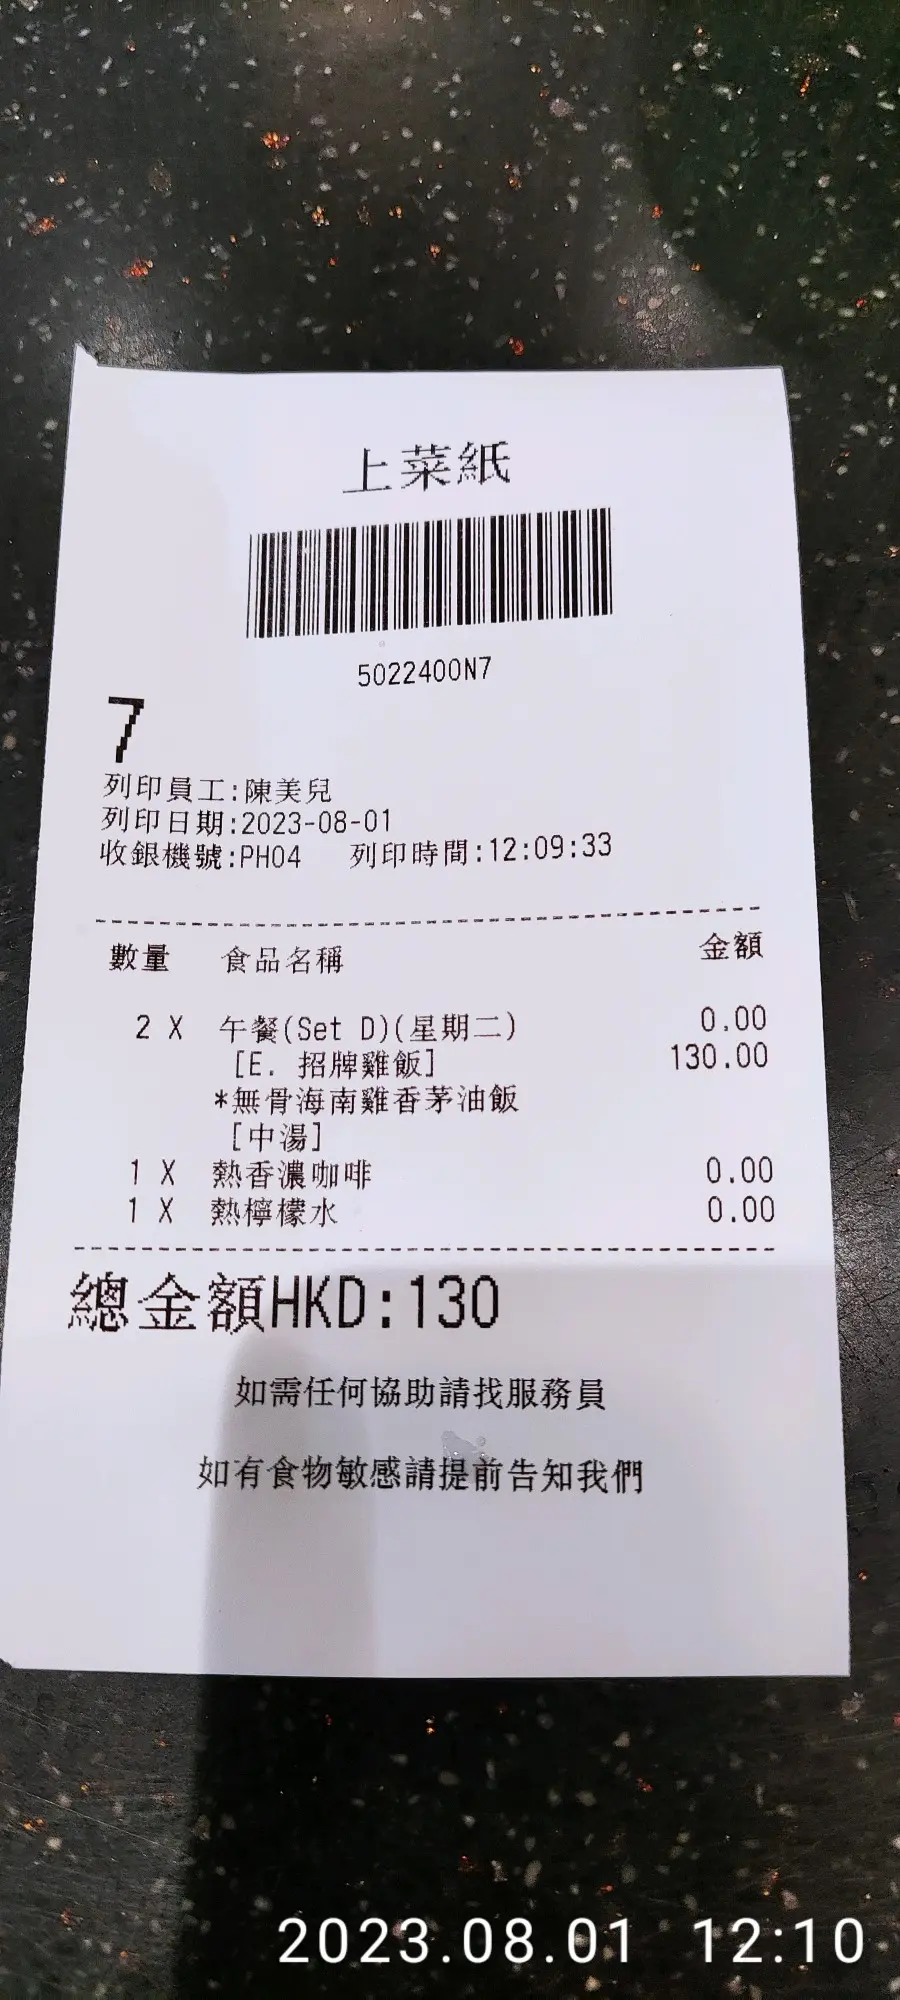 上菜紙
5022400N7
7
列印員工:陳美兒
列印日期:2023-08-01
收銀機號:PH04 列印時間:12:09:33
數量 食品名稱 金額
2 X 午餐(Set D)(星期二) 0.00
[E. 招牌雞飯] 130.00
*無骨海南雞香茅油飯
[中湯]
1 X 熱香濃咖啡 0.00
1 X 熱檸檬水 0.00
總金額HKD:130
如需任何協助請找服務員
如有食物敏感請提前告知我們
2023.08.01 12:10